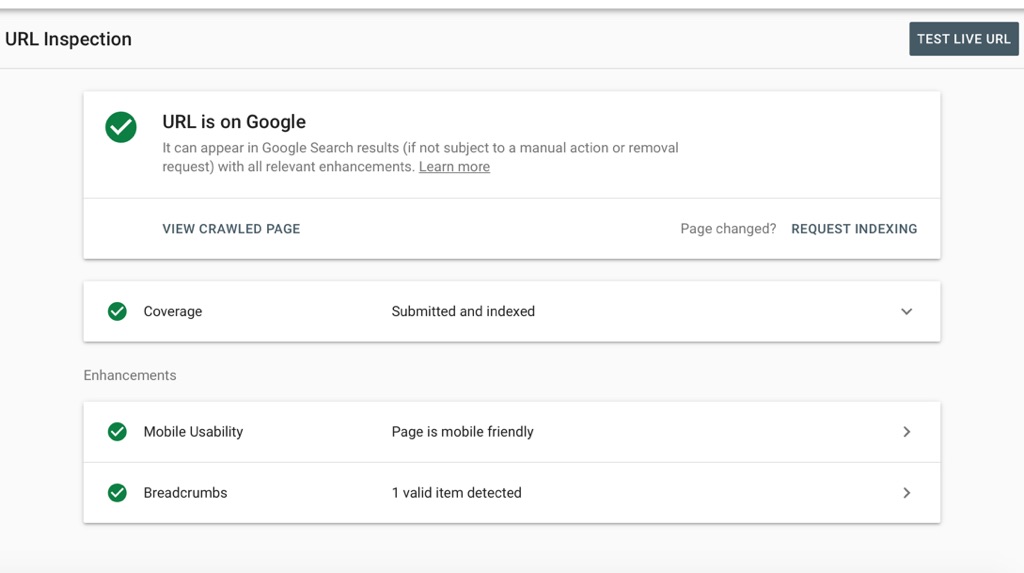 URL Inspection
TEST LIVE URL
URL is on Google
It can appear in Google Search results (if not subject to a manual action or removal
request) with all relevant enhancements. Learn more
VIEW CRAWLED PAGE
Page changed? REQUEST INDEXING
Coverage Submitted and indexed
Enhancements
Mobile Usability Page is mobile friendly
Breadcrumbs 1 valid item detected